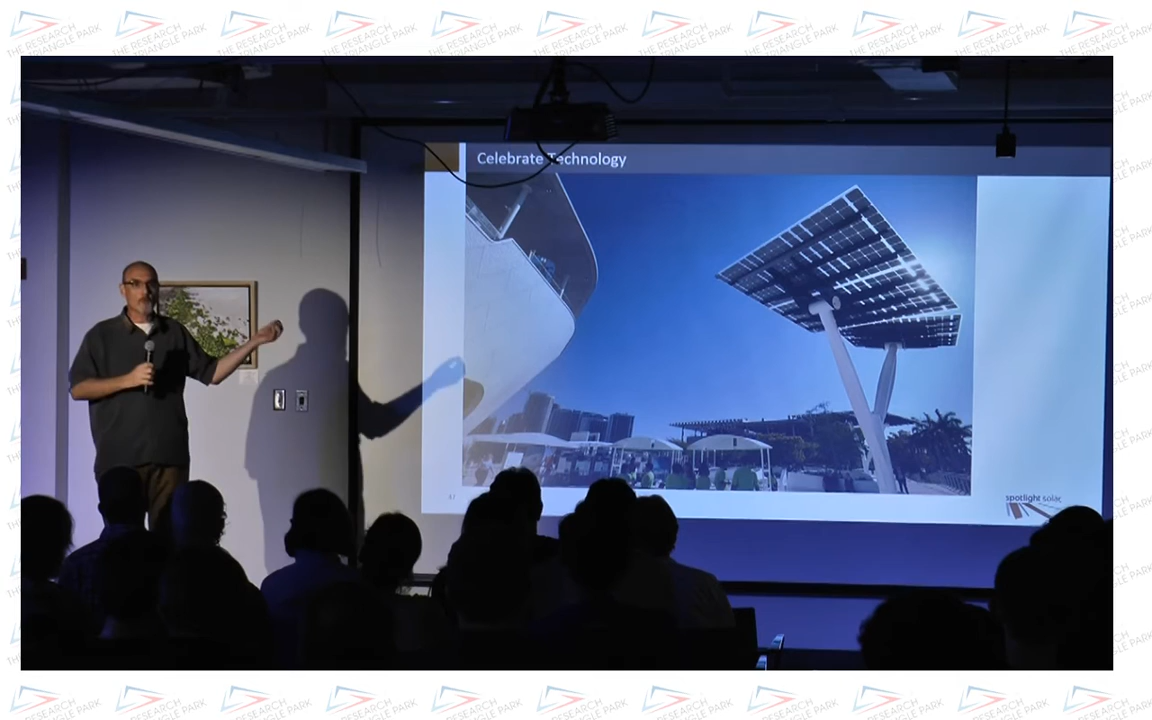 THE RESEARCH
TRIANGLE PARK
Celebrate Technology
spotlight solar